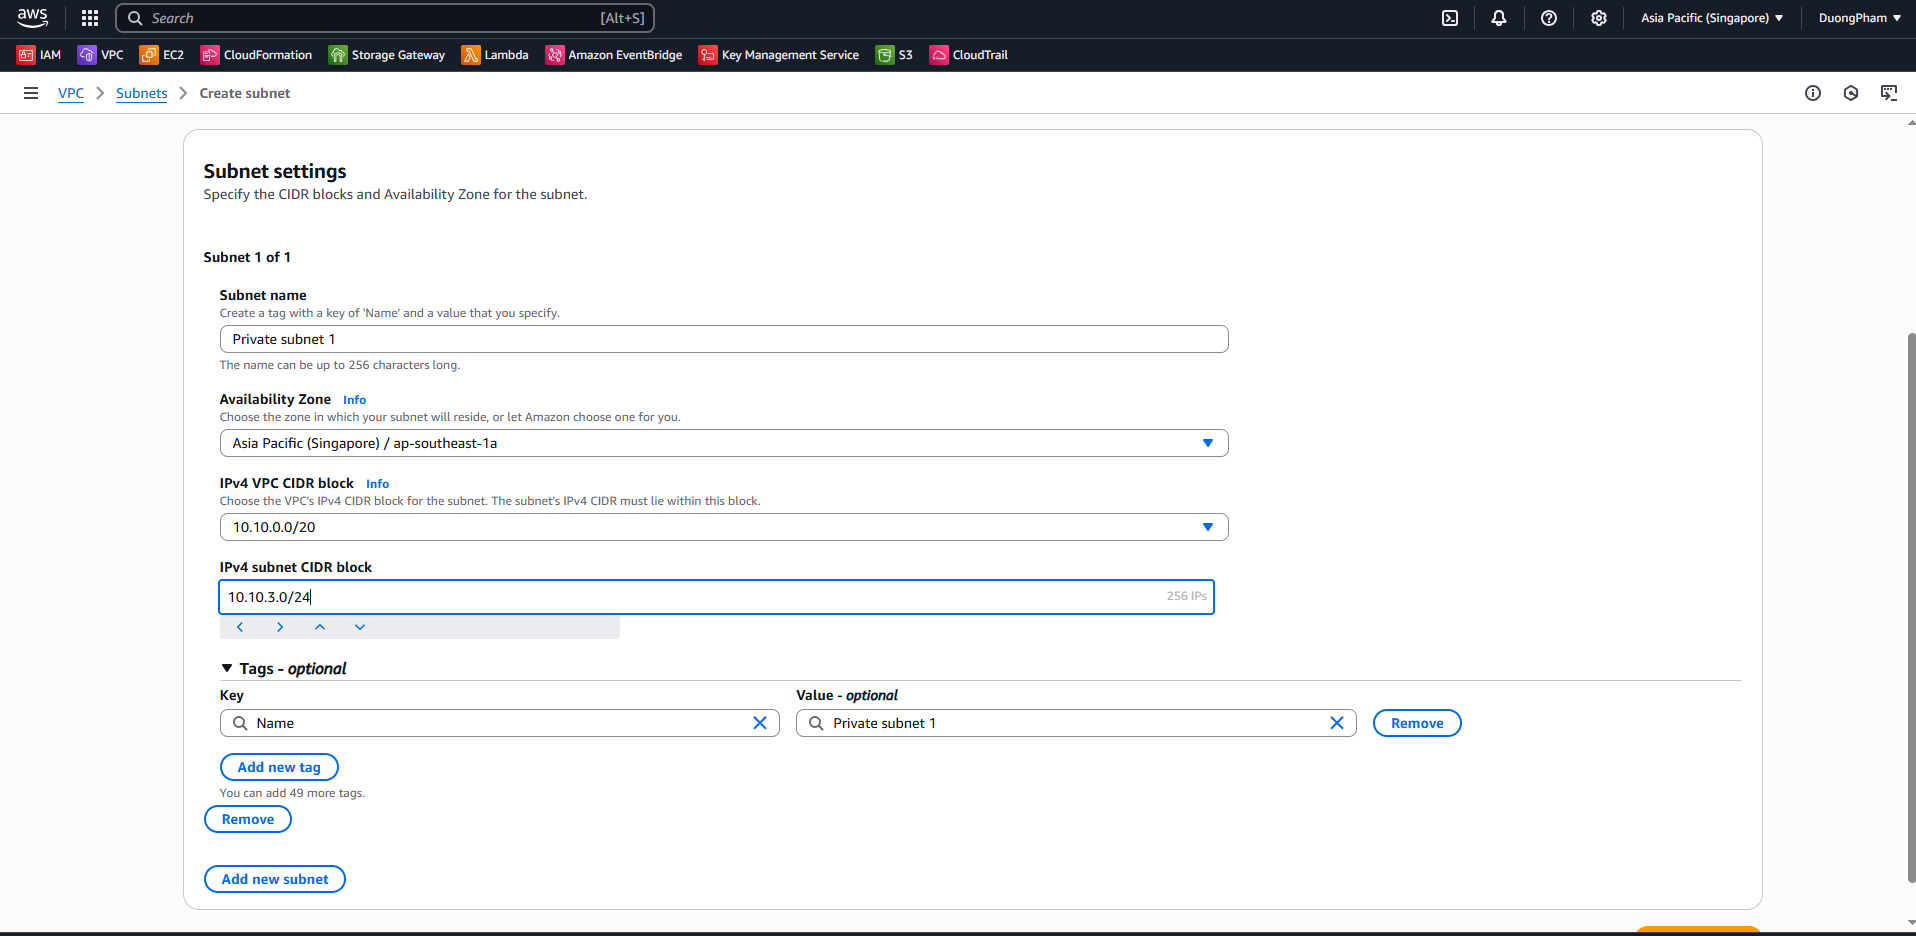 aws
Search [Alt+S]
Asia Pacific (Singapore) DuongPham
IAM VPC EC2 CloudFormation Storage Gateway Lambda Amazon EventBridge Key Management Service S3 CloudTrail
VPC Subnets Create subnet
Subnet settings
Specify the CIDR blocks and Availability Zone for the subnet.
Subnet 1 of 1
Subnet name
Create a tag with a key of 'Name' and a value that you specify.
Private subnet 1
The name can be up to 256 characters long.
Availability Zone Info
Choose the zone in which your subnet will reside, or let Amazon choose one for you.
Asia Pacific (Singapore) / ap-southeast-1a
IPv4 VPC CIDR block Info
Choose the VPC's IPv4 CIDR block for the subnet. The subnet's IPv4 CIDR must lie within this block.
10.10.0.0/20
IPv4 subnet CIDR block
10.10.3.0/24 256 IPs
Tags - optional
Key Value - optional
Name Private subnet 1 Remove
Add new tag
You can add 49 more tags.
Remove
Add new subnet